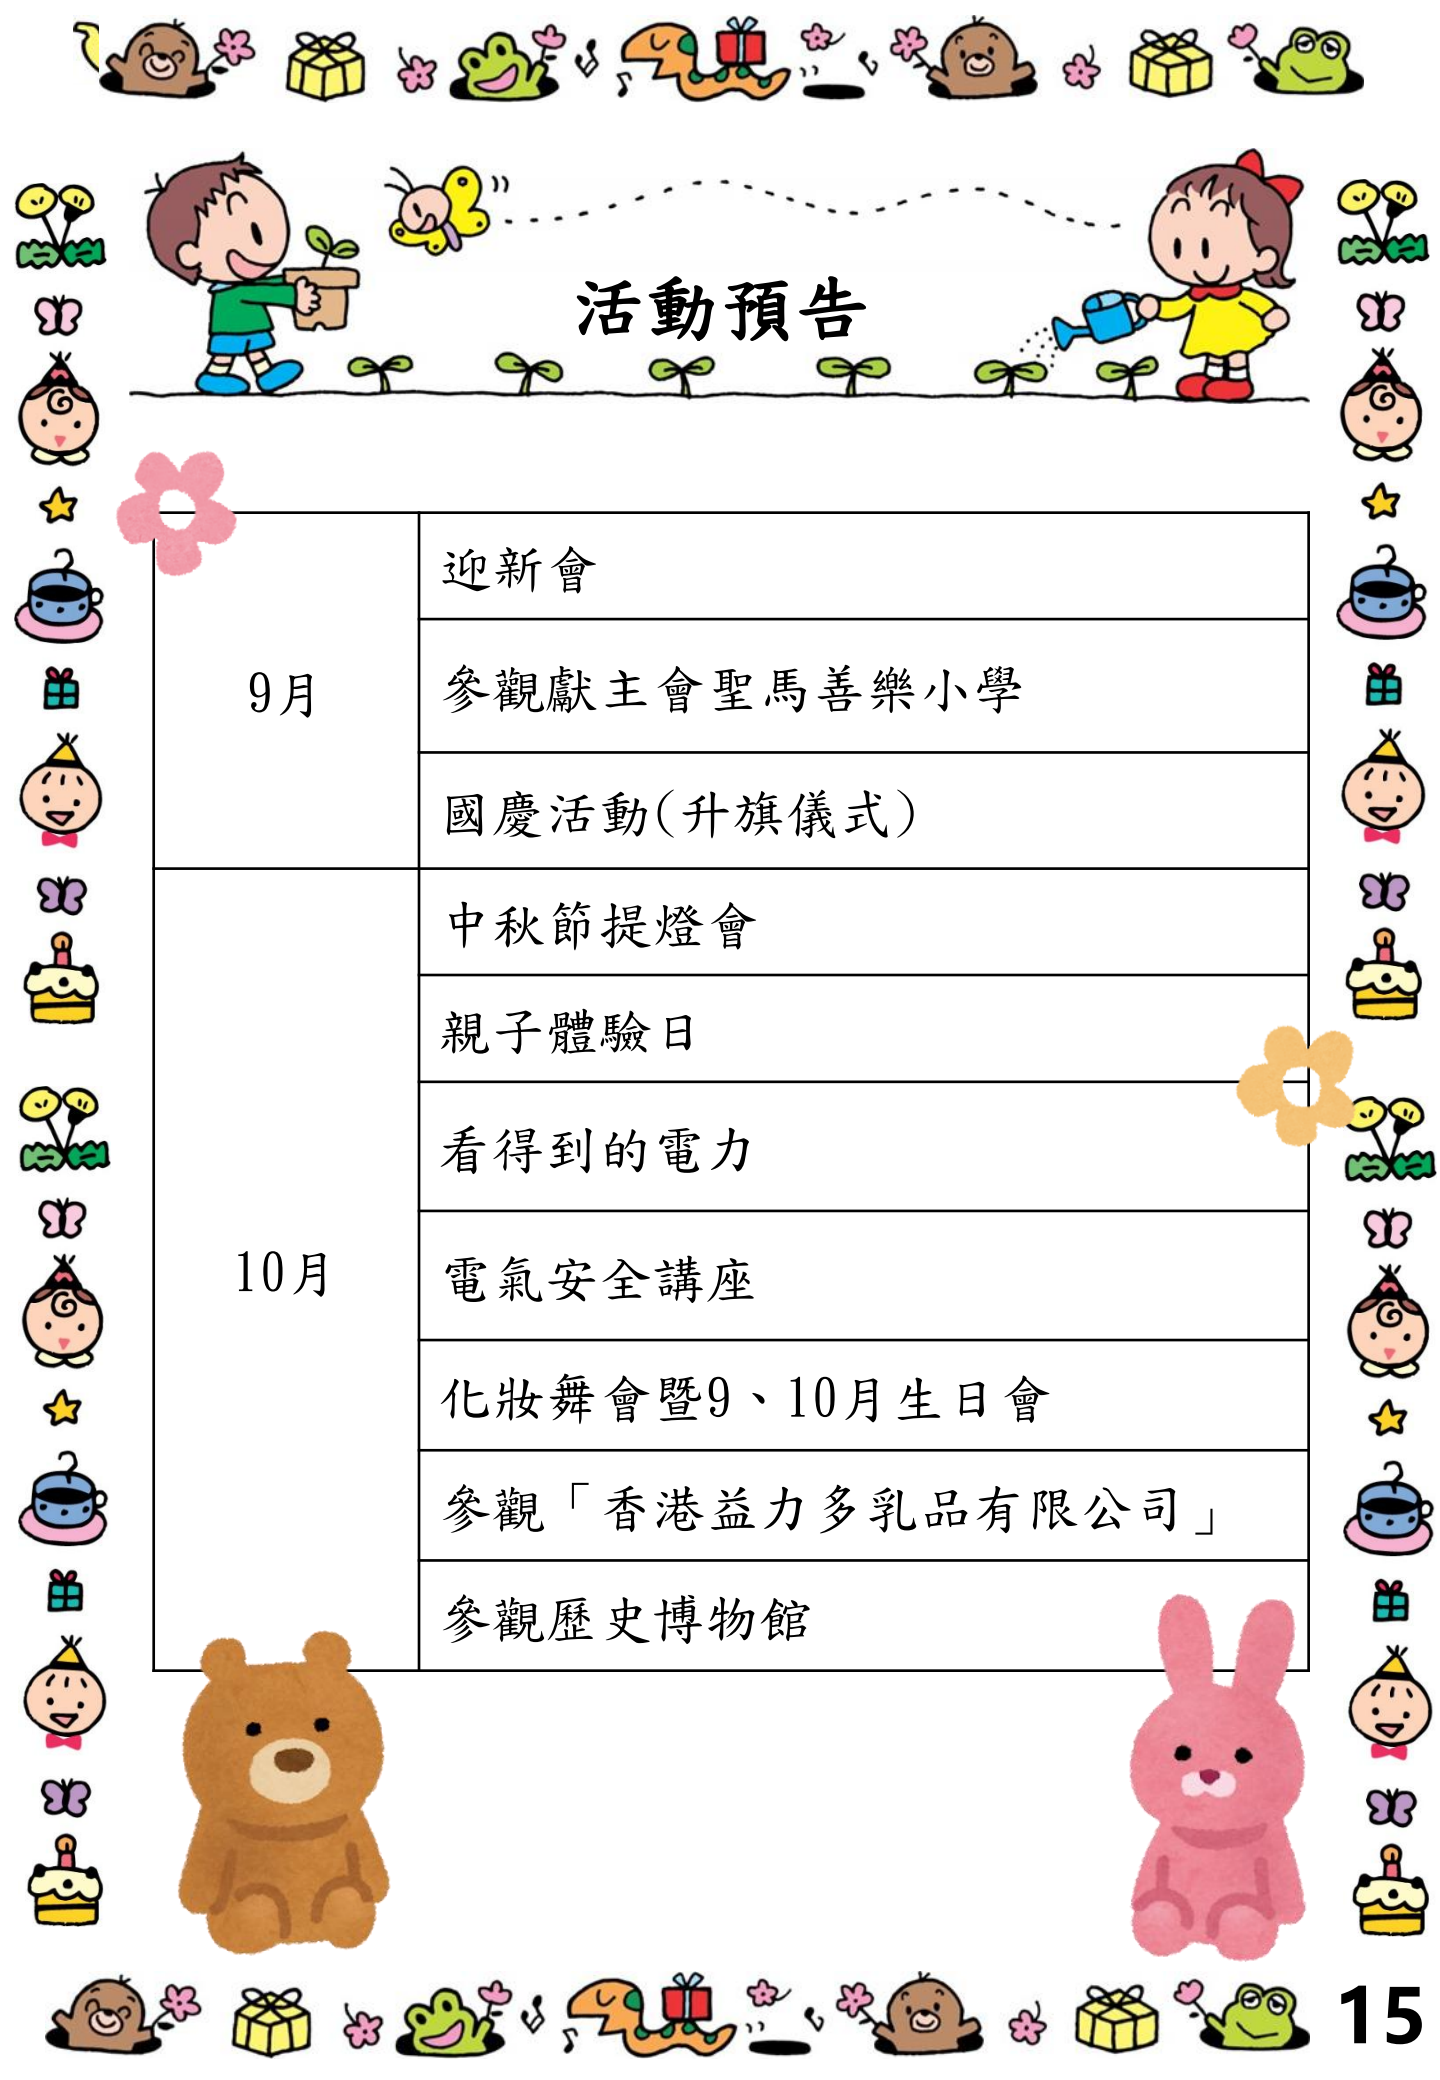 活動預告
9月
迎新會
參觀獻主會聖馬善樂小學
國慶活動(升旗儀式)
10月
中秋節提燈會
親子體驗日
看得到的電力
電氣安全講座
化妝舞會暨9、10月生日會
參觀「香港益力多乳品有限公司」
參觀歷史博物館
15